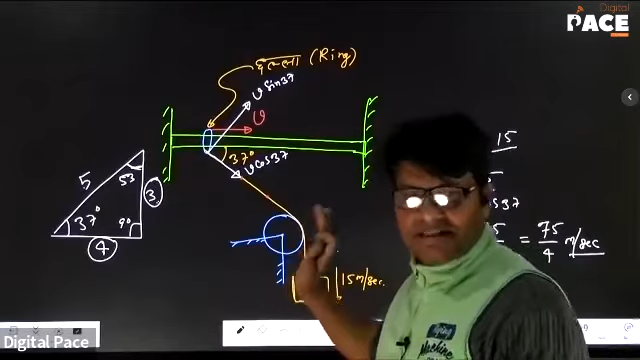 Digital
PACE
छल्ला (Ring)
v sin37
v
37°
v cos37
5
53
3
37°
90
4
15
= 75/4 m/sec
15m/sec.
Digital Pace